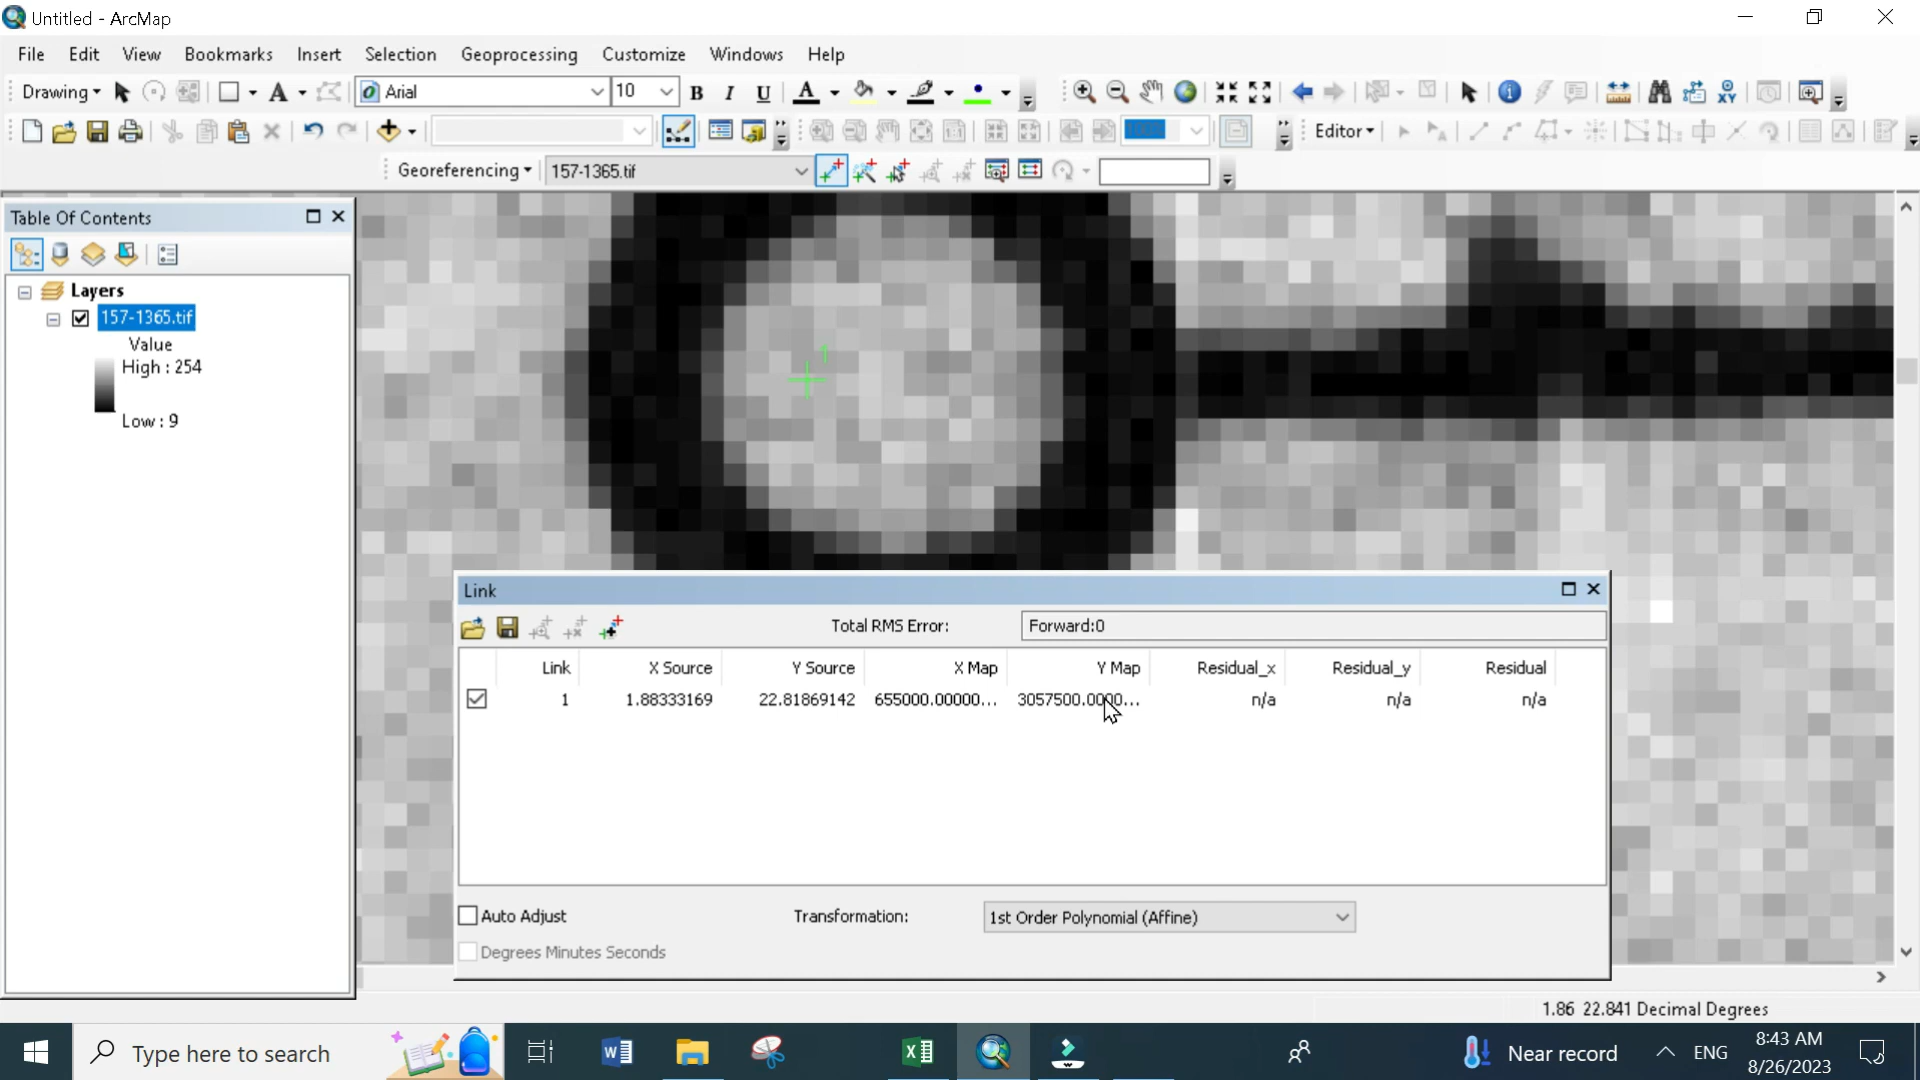 Untitled - ArcMap
File Edit View Bookmarks Insert Selection Geoprocessing Customize Windows Help
Drawing Arial 10 B I U
Editor
Georeferencing 157-1365.tif
Table Of Contents
Layers
157-1365.tif
Value
High : 254
Low : 9
1
Link
Total RMS Error: Forward:0
Link X Source Y Source X Map Y Map Residual_x Residual_y Residual
1 1.88333169 22.81869142 655000.00000... 3057500.0000... n/a n/a n/a
Auto Adjust Transformation: 1st Order Polynomial (Affine)
Degrees Minutes Seconds
1.86 22.841 Decimal Degrees
Type here to search
Near record ENG 8:43 AM
8/26/2023